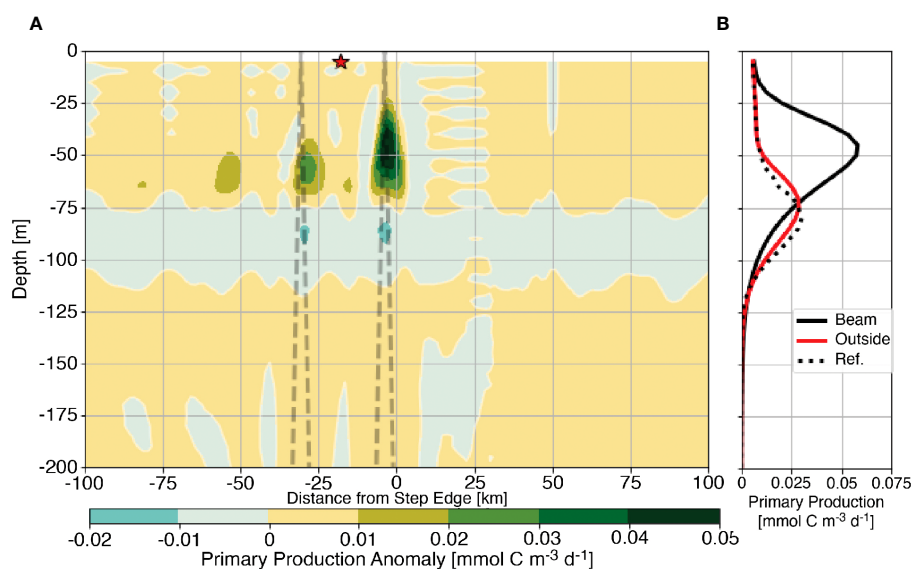 A
B
0
-25
-50
-75
-100
-125
-150
-175
-200
Depth [m]
-100 -75 -50 -25 0 25 50 75 100
Distance from Step Edge [km]
-0.02 -0.01 0 0.01 0.02 0.03 0.04 0.05
Primary Production Anomaly [mmol C m⁻³ d⁻¹]
Beam
Outside
Ref.
0 0.025 0.05 0.075
Primary Production
[mmol C m⁻³ d⁻¹]